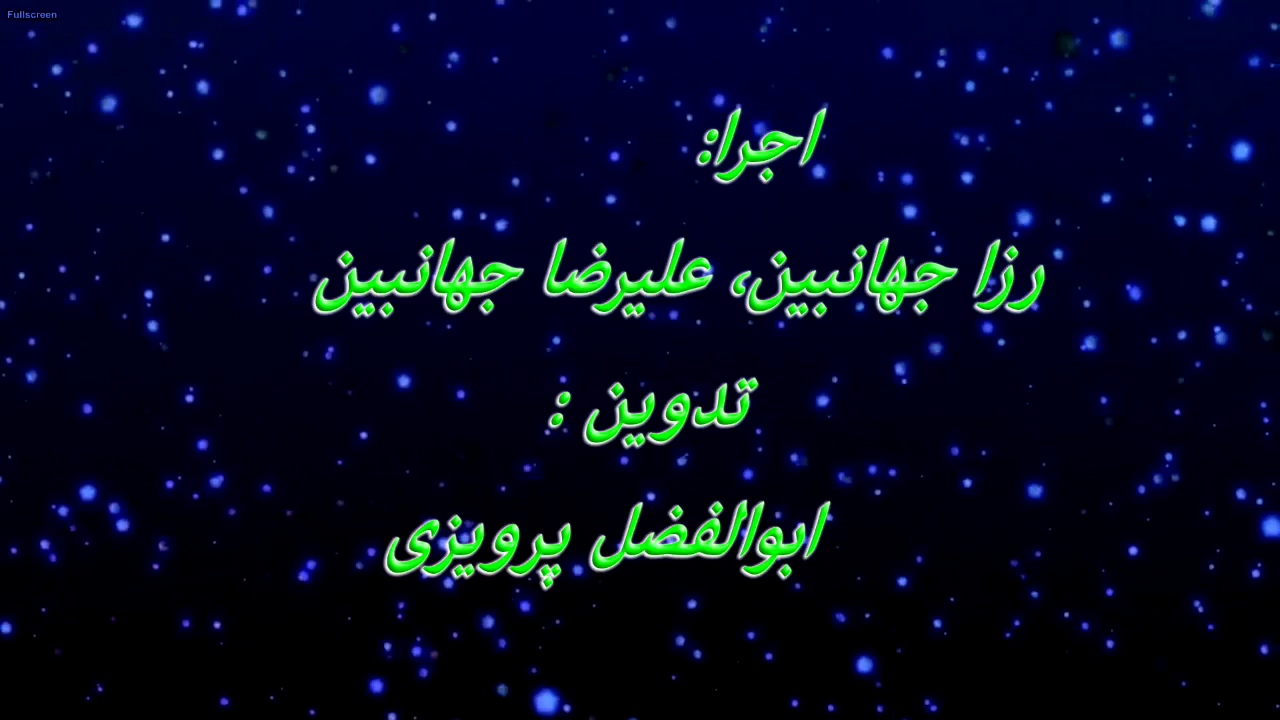 Fullscreen
اجرا:
رزا جهانبین، علیرضا جهانبین
تدوین :
ابوالفضل پرویزی